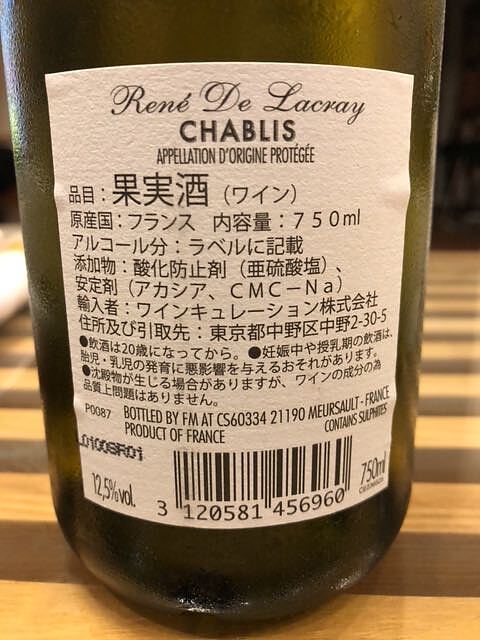 René De Lacray
CHABLIS
APPELLATION D'ORIGINE PROTÉGÉE
品目：果実酒（ワイン）
原産国：フランス　内容量：７５０ml
アルコール分：ラベルに記載
添加物：酸化防止剤（亜硫酸塩）、
安定剤（アカシア、ＣＭＣ－Ｎａ）
輸入者：ワインキュレーション株式会社
住所及び引取先：東京都中野区中野2-30-5
●飲酒は20歳になってから。●妊娠中や授乳期の飲酒は、
胎児・乳児の発育に悪影響を与えるおそれがあります。
●沈殿物が生じる場合がありますが、ワインの成分の為
品質上問題はありません。
P0087 BOTTLED BY FM AT CS60334 21190 MEURSAULT - FRANCE
PRODUCT OF FRANCE CONTAINS SULPHITES
12,5%vol.
750ml
3 120581 456960